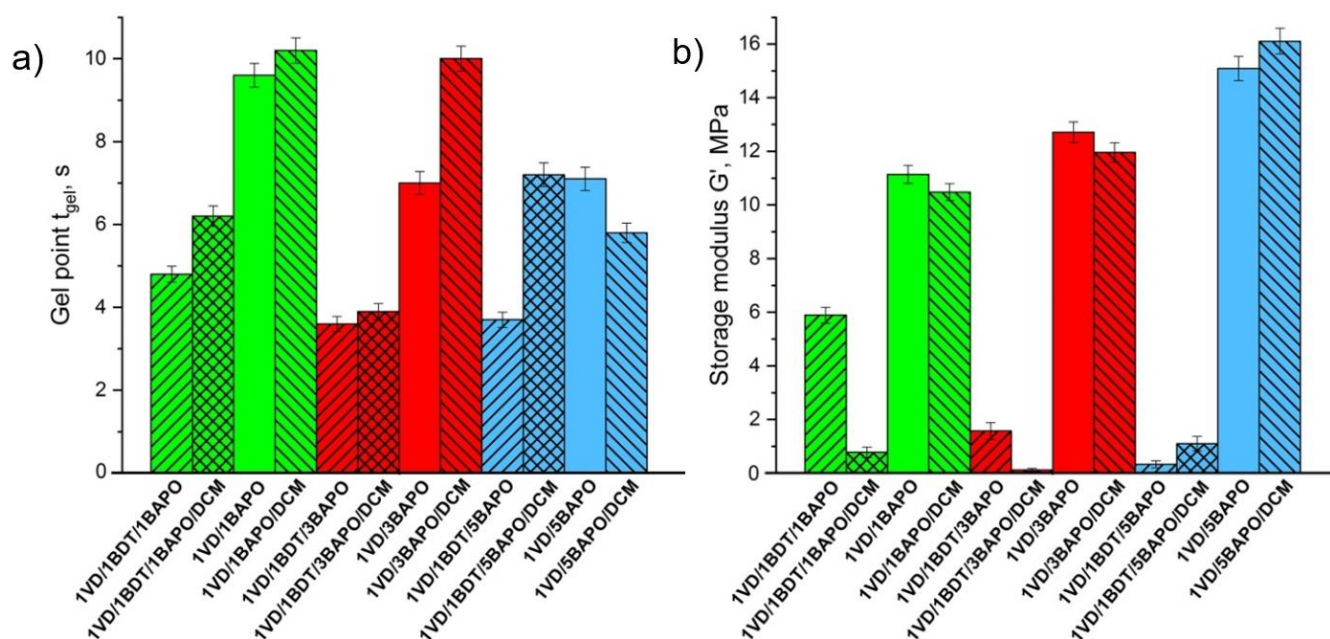 a)
Gel point t_gel, s
10
8
6
4
2
0
1VD/1BDT/1BAPO
1VD/1BDT/1BAPO/DCM
1VD/1BAPO
1VD/1BAPO/DCM
1VD/1BDT/3BAPO
1VD/1BDT/3BAPO/DCM
1VD/3BAPO
1VD/3BAPO/DCM
1VD/1BDT/5BAPO
1VD/1BDT/5BAPO/DCM
1VD/5BAPO
1VD/5BAPO/DCM
b)
Storage modulus G', MPa
16
14
12
10
8
6
4
2
0
1VD/1BDT/1BAPO
1VD/1BDT/1BAPO/DCM
1VD/1BAPO
1VD/1BAPO/DCM
1VD/1BDT/3BAPO
1VD/1BDT/3BAPO/DCM
1VD/3BAPO
1VD/3BAPO/DCM
1VD/1BDT/5BAPO
1VD/1BDT/5BAPO/DCM
1VD/5BAPO
1VD/5BAPO/DCM